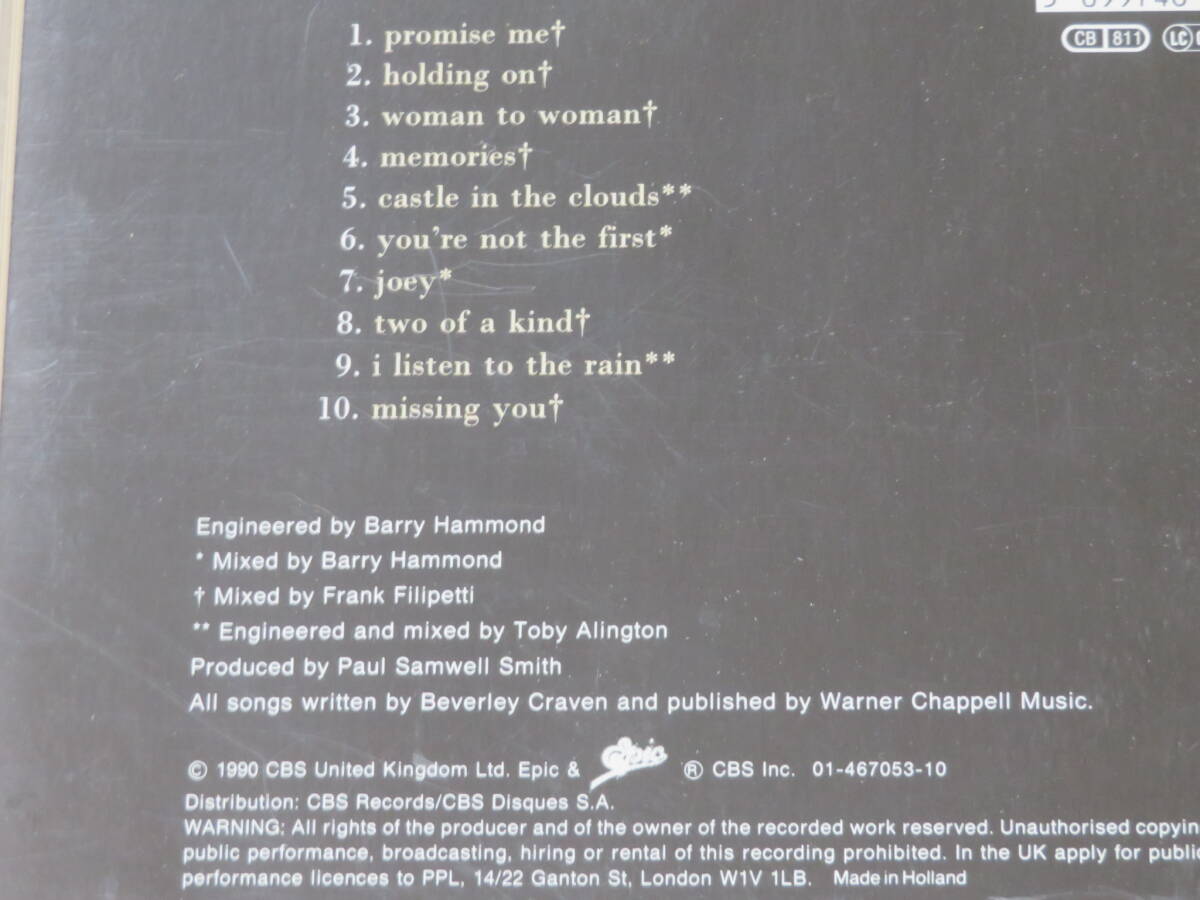 1. promise me†
2. holding on†
3. woman to woman†
4. memories†
5. castle in the clouds**
6. you're not the first*
7. joey*
8. two of a kind†
9. i listen to the rain**
10. missing you†
CB 811 LC
Engineered by Barry Hammond
* Mixed by Barry Hammond
† Mixed by Frank Filipetti
** Engineered and mixed by Toby Alington
Produced by Paul Samwell Smith
All songs written by Beverley Craven and published by Warner Chappell Music.
© 1990 CBS United Kingdom Ltd. Epic & Epic ® CBS Inc. 01-467053-10
Distribution: CBS Records/CBS Disques S.A.
WARNING: All rights of the producer and of the owner of the recorded work reserved. Unauthorised copyin
public performance, broadcasting, hiring or rental of this recording prohibited. In the UK apply for public
performance licences to PPL, 14/22 Ganton St, London W1V 1LB. Made in Holland